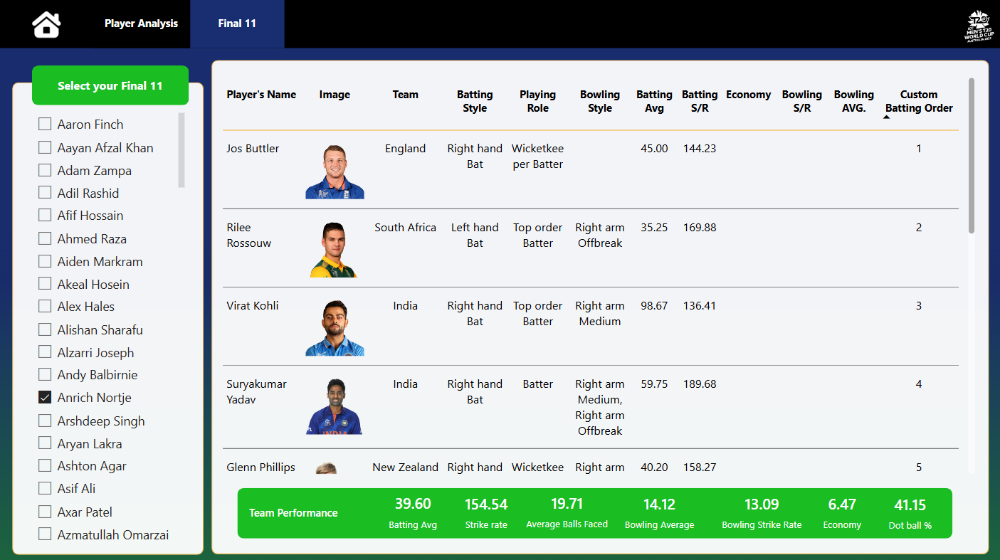 Player Analysis
Final 11
ICC
MEN'S T20
WORLD CUP
AUSTRALIA 2022
Select your Final 11
Aaron Finch
Aayan Afzal Khan
Adam Zampa
Adil Rashid
Afif Hossain
Ahmed Raza
Aiden Markram
Akeal Hosein
Alex Hales
Alishan Sharafu
Alzarri Joseph
Andy Balbirnie
Anrich Nortje
Arshdeep Singh
Aryan Lakra
Ashton Agar
Asif Ali
Axar Patel
Azmatullah Omarzai
Player's Name Image Team Batting Playing Bowling Batting Batting Economy Bowling Bowling Custom
Style Role Style Avg S/R S/R AVG. Batting Order
Jos Buttler England Right hand Wicketkee 45.00 144.23 1
Bat per Batter
Rilee South Africa Left hand Top order Right arm 35.25 169.88 2
Rossouw Bat Batter Offbreak
Virat Kohli India Right hand Top order Right arm 98.67 136.41 3
Bat Batter Medium
Suryakumar India Right hand Batter Right arm 59.75 189.68 4
Yadav Bat Medium,
Right arm
Offbreak
INDIA
Glenn Phillips New Zealand Right hand Wicketkee Right arm 40.20 158.27 5
Team Performance
39.60 154.54 19.71 14.12 13.09 6.47 41.15
Batting Avg Strike rate Average Balls Faced Bowling Average Bowling Strike Rate Economy Dot ball %